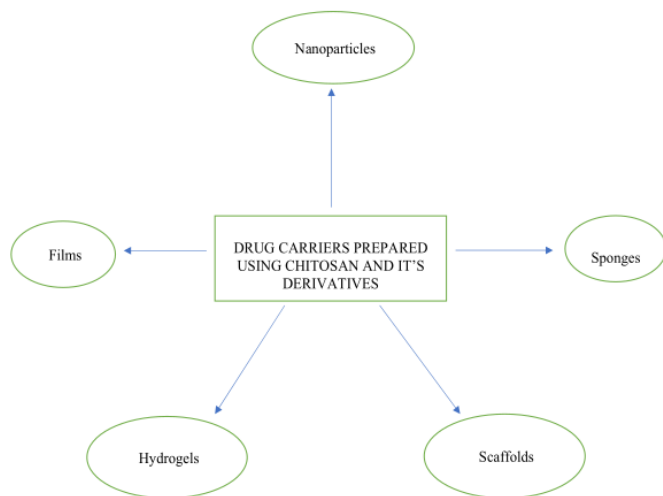 Nanoparticles
DRUG CARRIERS PREPARED
USING CHITOSAN AND IT'S
DERIVATIVES
Films
Sponges
Hydrogels
Scaffolds